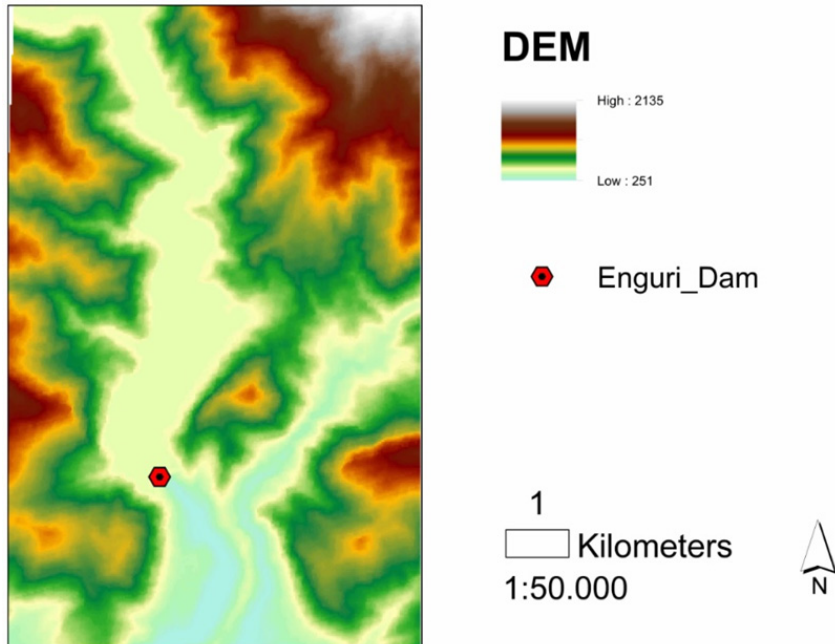 DEM
High : 2135
Low : 251
Enguri_Dam
1
Kilometers
1:50.000
N